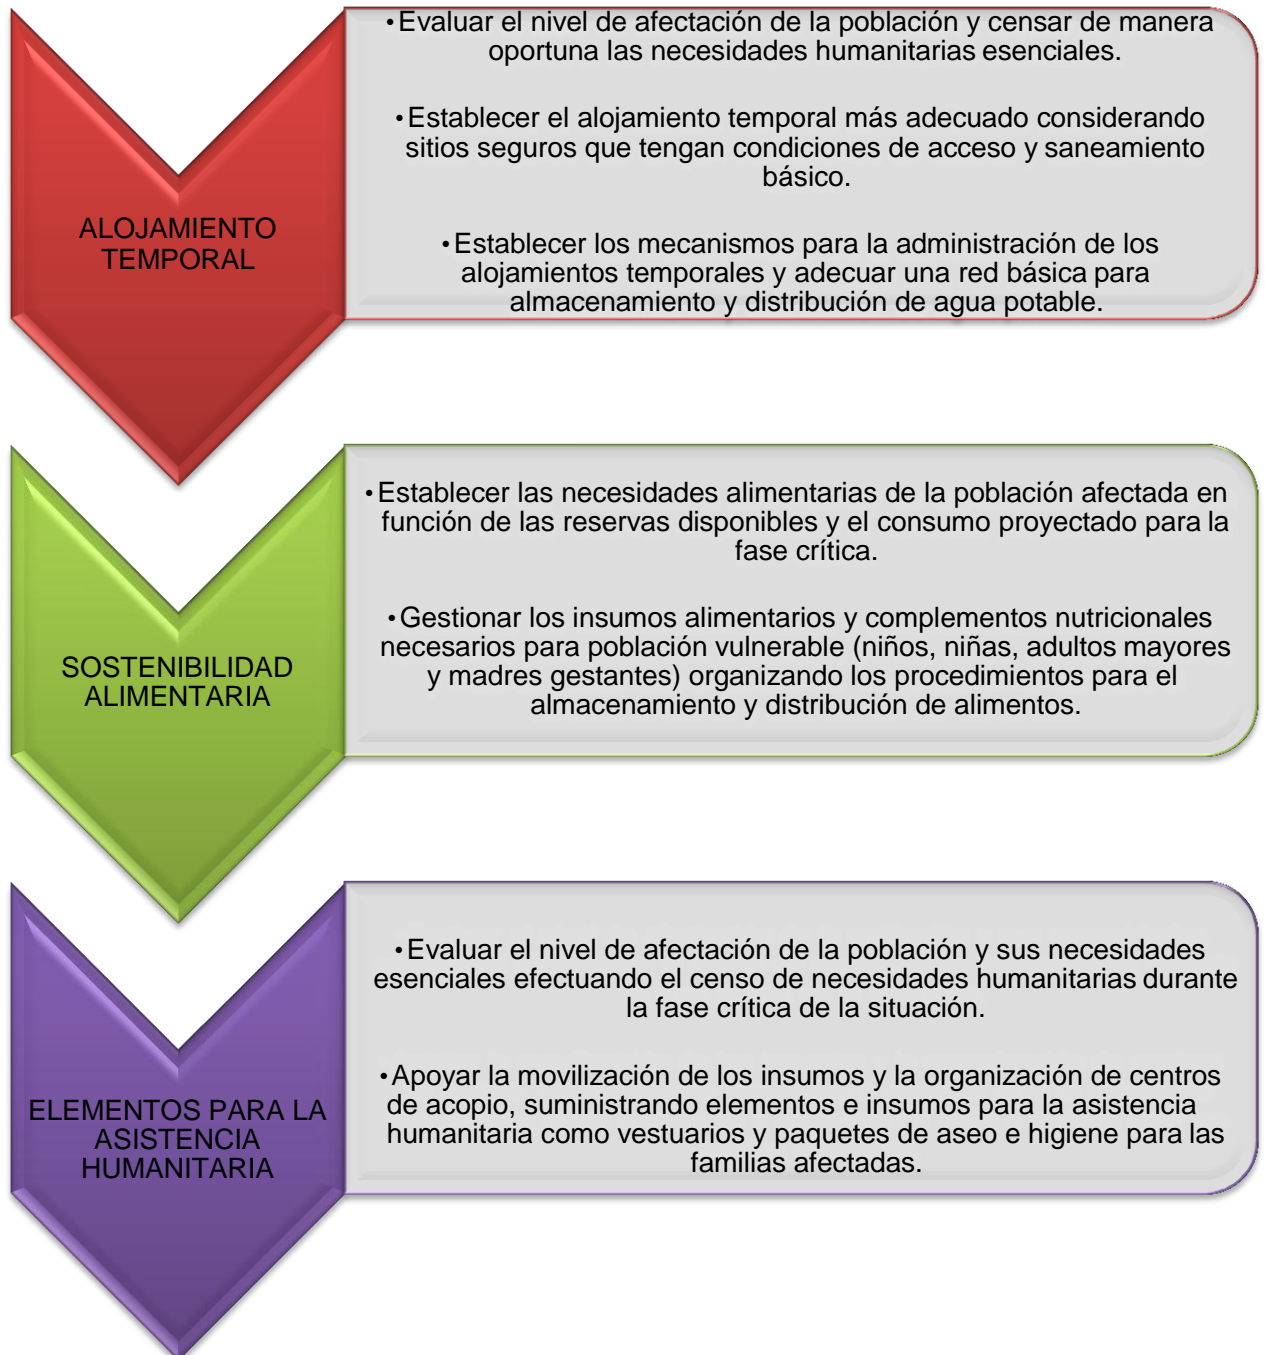 • Evaluar el nivel de afectación de la población y censar de manera
oportuna las necesidades humanitarias esenciales.
• Establecer el alojamiento temporal más adecuado considerando
sitios seguros que tengan condiciones de acceso y saneamiento
básico.
ALOJAMIENTO
TEMPORAL
• Establecer los mecanismos para la administración de los
alojamientos temporales y adecuar una red básica para
almacenamiento y distribución de agua potable.
• Establecer las necesidades alimentarias de la población afectada en
función de las reservas disponibles y el consumo proyectado para la
fase crítica.
SOSTENIBILIDAD
ALIMENTARIA
• Gestionar los insumos alimentarios y complementos nutricionales
necesarios para población vulnerable (niños, niñas, adultos mayores
y madres gestantes) organizando los procedimientos para el
almacenamiento y distribución de alimentos.
• Evaluar el nivel de afectación de la población y sus necesidades
esenciales efectuando el censo de necesidades humanitarias durante
la fase crítica de la situación.
ELEMENTOS PARA LA
ASISTENCIA
HUMANITARIA
• Apoyar la movilización de los insumos y la organización de centros
de acopio, suministrando elementos e insumos para la asistencia
humanitaria como vestuarios y paquetes de aseo e higiene para las
familias afectadas.